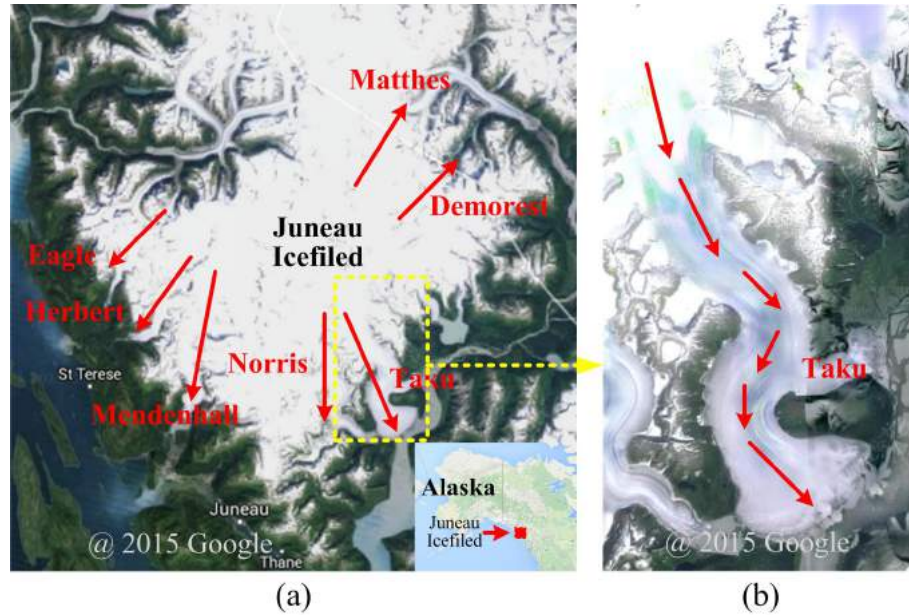 Matthes
Demorest
Juneau
Icefiled
Eagle
Herbert
St Terese
Norris
Taku
Mendenhall
Juneau
@ 2015 Google
Thane
Alaska
Juneau
Icefiled
(a)
Taku
@ 2015 Google
(b)